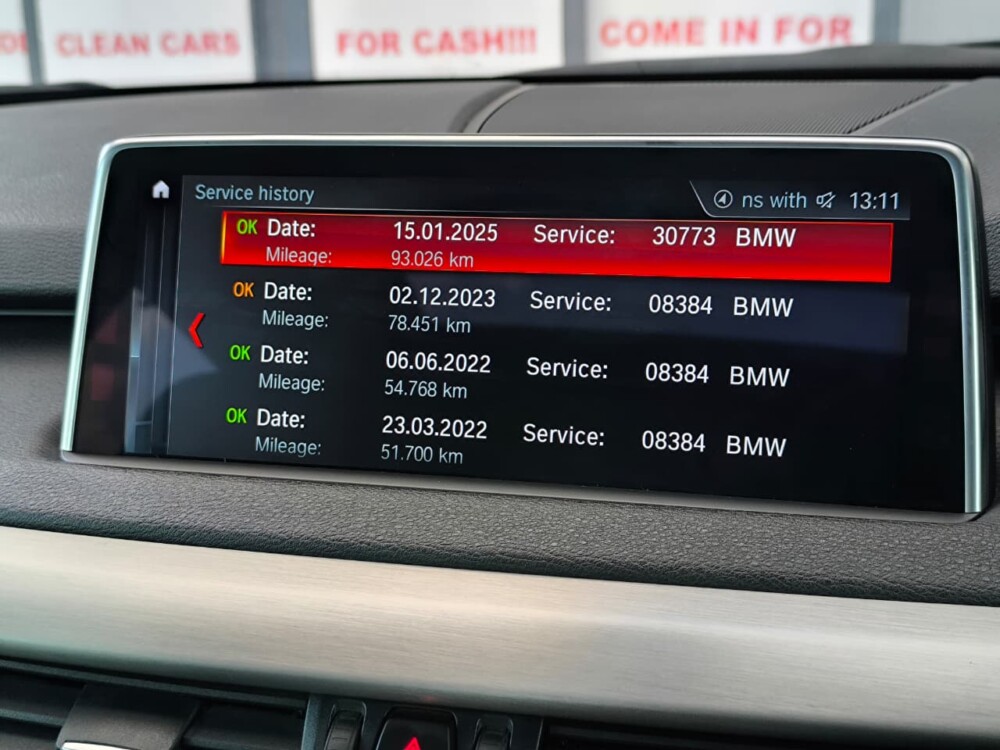 CLEAN CARS
FOR CASH!!!
COME IN FOR
Service history
ns with
13:11
OK Date: 15.01.2025 Service: 30773 BMW
Mileage: 93.026 km
OK Date: 02.12.2023 Service: 08384 BMW
Mileage: 78.451 km
OK Date: 06.06.2022 Service: 08384 BMW
Mileage: 54.768 km
OK Date: 23.03.2022 Service: 08384 BMW
Mileage: 51.700 km